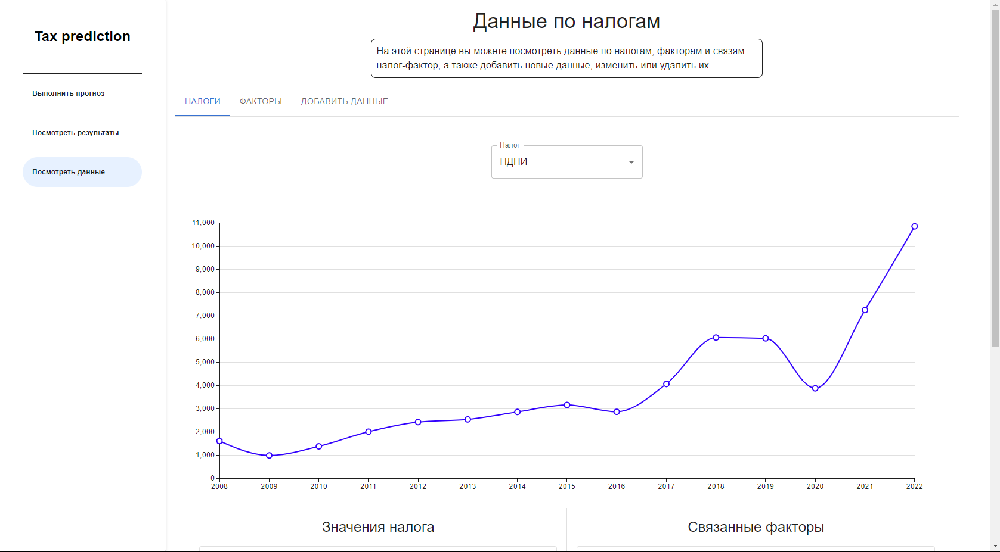 Tax prediction
Выполнить прогноз
Посмотреть результаты
Посмотреть данные
Данные по налогам
На этой странице вы можете посмотреть данные по налогам, факторам и связям
налог-фактор, а также добавить новые данные, изменить или удалить их.
НАЛОГИ ФАКТОРЫ ДОБАВИТЬ ДАННЫЕ
Налог
НДПИ
11,000
10,000
9,000
8,000
7,000
6,000
5,000
4,000
3,000
2,000
1,000
0
2008 2009 2010 2011 2012 2013 2014 2015 2016 2017 2018 2019 2020 2021 2022
Значения налога
Связанные факторы